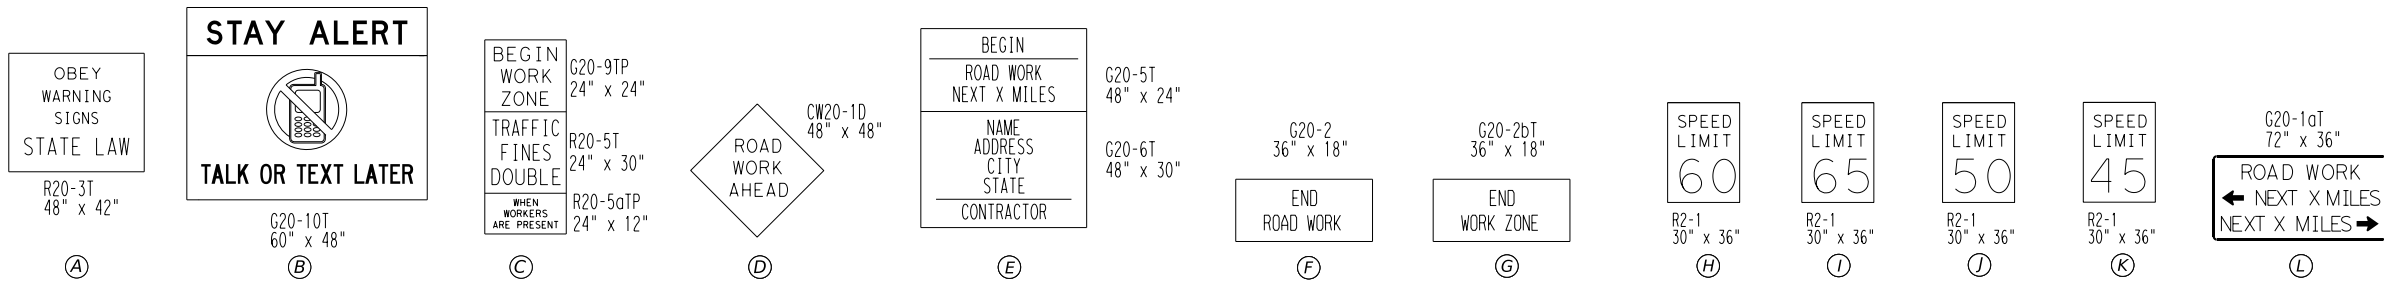 OBEY
WARNING
SIGNS
STATE LAW
R20-3T
48" x 42"
A
STAY ALERT
TALK OR TEXT LATER
G20-10T
60" x 48"
B
BEGIN
WORK
ZONE
G20-9TP
24" x 24"
TRAFFIC
FINES
DOUBLE
R20-5T
24" x 30"
WHEN
WORKERS
ARE PRESENT
R20-5aTP
24" x 12"
C
CW20-1D
48" x 48"
ROAD
WORK
AHEAD
D
BEGIN
ROAD WORK
NEXT X MILES
G20-5T
48" x 24"
NAME
ADDRESS
CITY
STATE
CONTRACTOR
G20-6T
48" x 30"
E
G20-2
36" x 18"
END
ROAD WORK
F
G20-2bT
36" x 18"
END
WORK ZONE
G
SPEED
LIMIT
60
R2-1
30" x 36"
H
SPEED
LIMIT
65
R2-1
30" x 36"
I
SPEED
LIMIT
50
R2-1
30" x 36"
J
SPEED
LIMIT
45
R2-1
30" x 36"
K
G20-1aT
72" x 36"
ROAD WORK
← NEXT X MILES
NEXT X MILES →
L